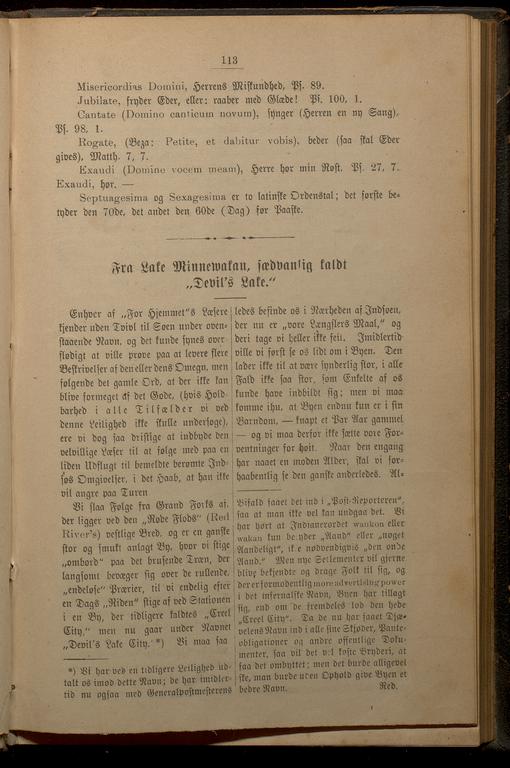 113
Misericordias Domini, Herrens Miskundhed, Ps. 89.
Jubilate, fryder Eder, eller: raaber med Glæde! Ps. 100, 1.
Cantate (Domino canticum novum), synger (Herren en ny Sang),
Ps. 98, 1.
Rogate, (Beza: Petite, et dabitur vobis), beder (saa skal Eder
gives), Matth. 7, 7.
Exaudi (Domine vocem meam), Herre hør min Røst. Ps. 27, 7.
Exaudi, hør. —
Septuagesima og Sexagesima er to latinske Ordenstal; det første be-
tyder den 70de, det andet den 60de (Dag) før Paaske.
Fra Lake Minnewakan, sædvanlig kaldt
„Devil's Lake."
Enhver af „For Hjemmet"s Læsere
kjender uden Tvivl til Søen under oven-
staaende Navn, og det kunde synes over-
flødigt at ville prøve paa at levere flere
Beskrivelser af den eller dens Omegn, men
følgende det gamle Ord, at der ikke kan
blive formeget af det Gode, (hvis Hold-
barhed i alle Tilfælder vi ved
denne Leilighed ikke skulle undersøge),
ere vi dog saa dristige at indbyde den
velvillige Læser til at følge med paa en
liden Udflugt til bemeldte berømte Ind-
søs Omgivelser, i det Haab, at han ikke
vil angre paa Turen
Vi slaa Følge fra Grand Forks af,
der ligger ved den „Røde Flods" (Red
River's) vestlige Bred, og er en ganske
stor og smukt anlagt By, hvor vi stige
„ombord" paa det brusende Træn, der
langsomt bevæger sig over de rullende,
„endeløse" Prærier, til vi endelig efter
en Dags „Riden" stige af ved Stationen
i en By, der tidligere kaldtes „Creel
City," men nu gaar under Navnet
„Devil's Lake City." *) Vi maa saa
*) Vi har ved en tidligere Leilighed ud-
talt os imod dette Navn; de har imidler-
tid nu ogsaa med Generalpostmesterens
ledes befinde os i Nærheden af Indsøen,
der nu er „vore Længslers Maal," og
deri tage vi heller ikke feil. Imidlertid
ville vi først se os lidt om i Byen. Den
lader ikke til at være synderlig stor, i alle
Fald ikke saa stor, som Enkelte af os
kunde have indbildt sig; men vi maa
komme ihu, at Byen endnu kun er i sin
Barndom, — knapt et Par Aar gammel
— og vi maa derfor ikke sætte vore For-
ventninger for høit. Naar den engang
har naaet en moden Alder, skal vi for-
haabentlig se den ganske anderledes. Al-
Bifald faaet det ind i „Post-Reporteren",
saa at man ikke vel kan undgaa det. Vi
har hørt at Indianerordet wankon eller
wakan kun betyder „Aand" eller „noget
Aandeligt", ikke nødvendigvis „den onde
Aand." Men nye Setlementer vil gjerne
blive bekjendte og drage Folk til sig, og
der er formodentlig more advertising power
i det infernalske Navn, Byen har tillagt
sig, end om de fremdeles lod den hede
„Creel City". Da de nu har faaet Djæ-
velens Navn ind i alle sine Skjøder, Pante-
obligationer og andre offentlige Doku-
menter, saa vil det vel koste Bryderi, at
faa det ombyttet; men det burde alligevel
ske, man burde uden Ophold give Byen et
bedre Navn. Red.